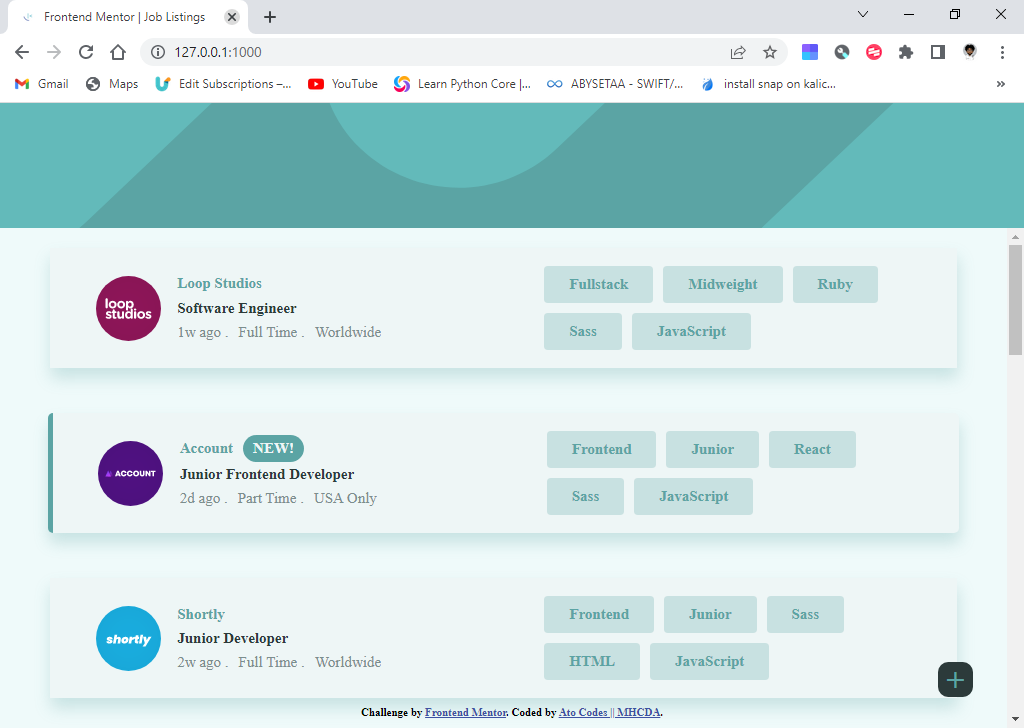 Frontend Mentor | Job Listings
127.0.0.1:1000
Gmail Maps Edit Subscriptions –... YouTube Learn Python Core |... ABYSETAA - SWIFT/... install snap on kalic... »
loop studios
Loop Studios
Software Engineer
1w ago . Full Time . Worldwide
Fullstack Midweight Ruby
Sass JavaScript
ACCOUNT
Account NEW!
Junior Frontend Developer
2d ago . Part Time . USA Only
Frontend Junior React
Sass JavaScript
shortly
Shortly
Junior Developer
2w ago . Full Time . Worldwide
Frontend Junior Sass
HTML JavaScript
Challenge by Frontend Mentor. Coded by Ato Codes || MHCDA.